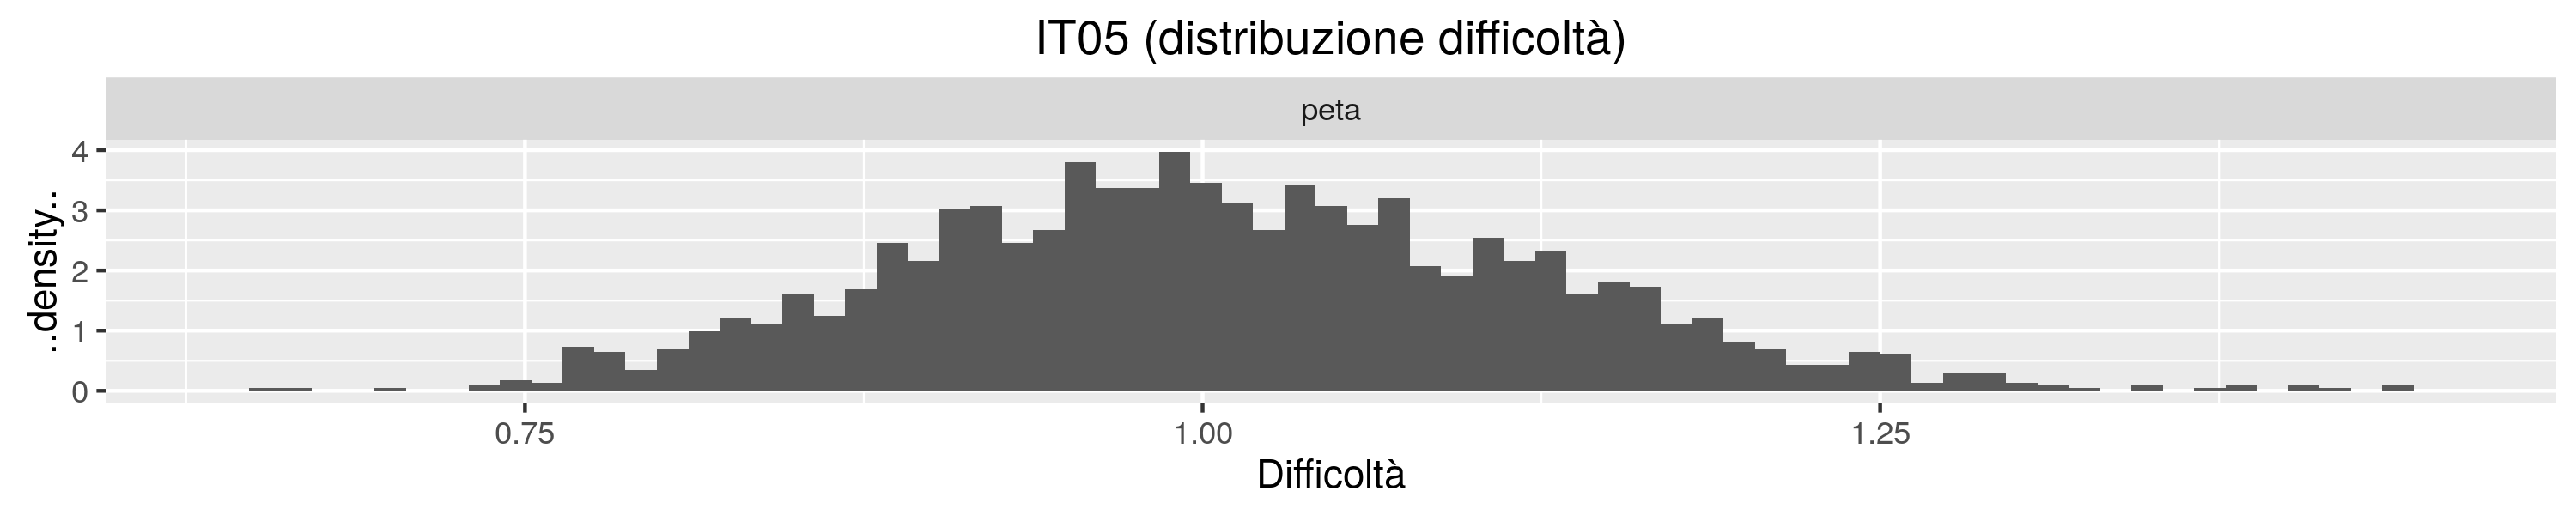 IT05 (distribuzione difficoltà)
peta
..density..
4
3
2
1
0
0.75 1.00 1.25
Difficoltà